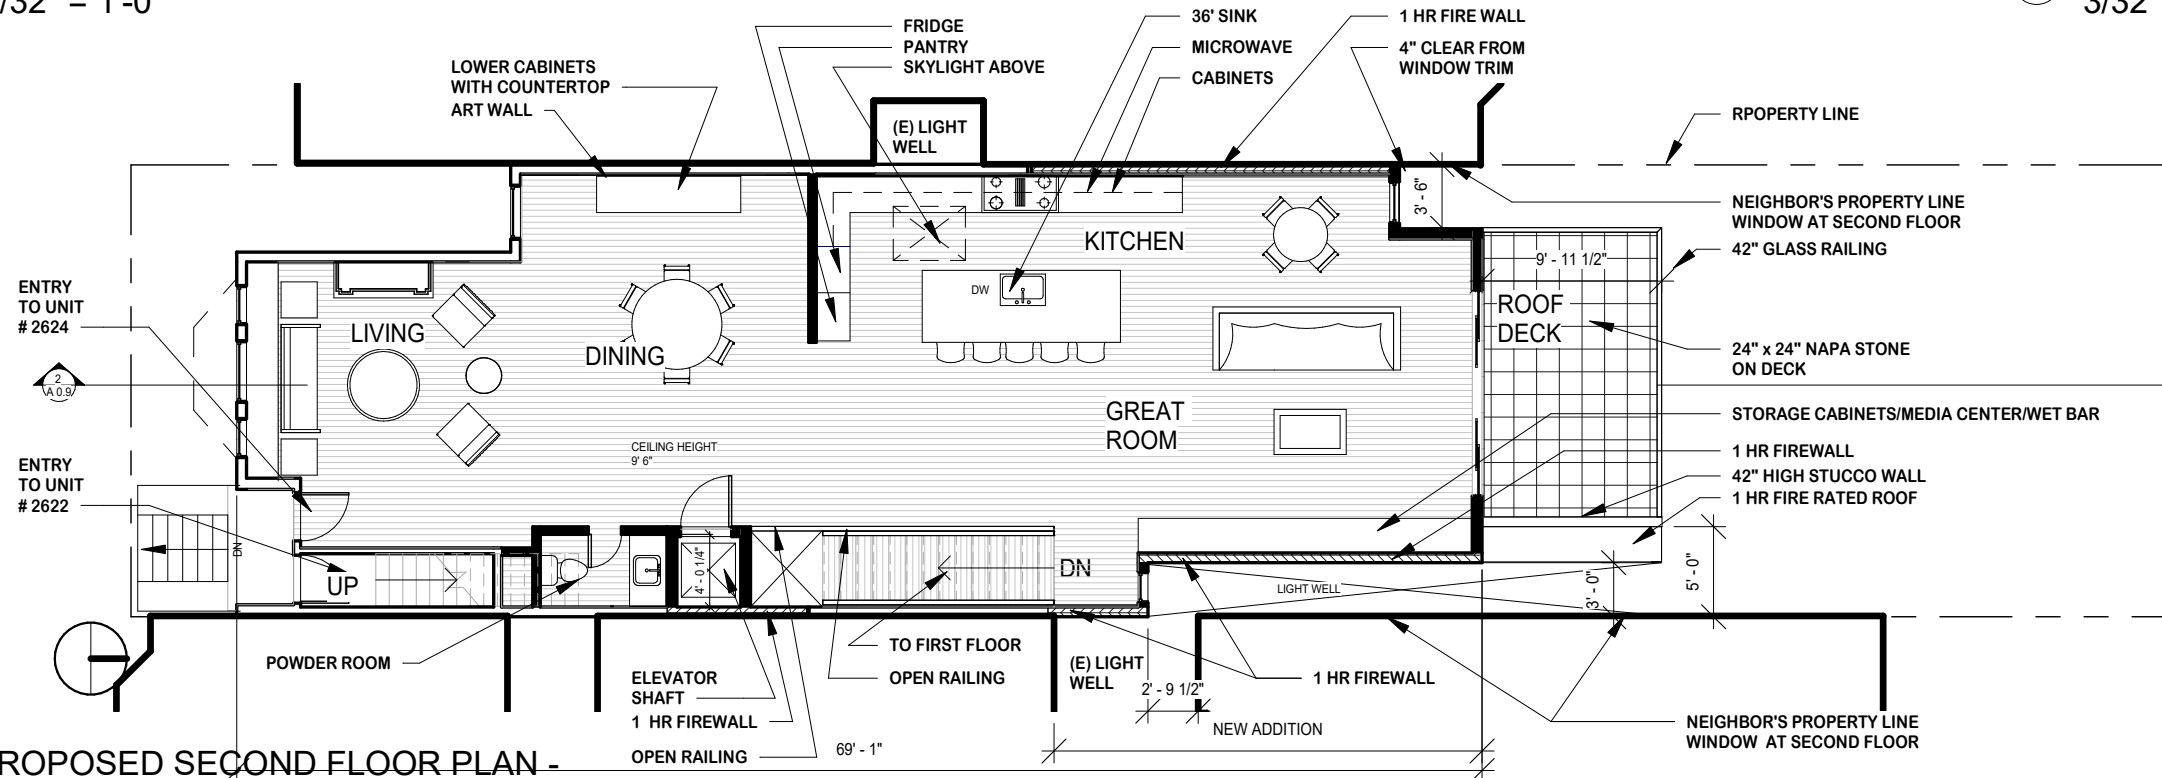 /32" = 1'-0"
3/32"
FRIDGE
PANTRY
SKYLIGHT ABOVE
LOWER CABINETS
WITH COUNTERTOP
ART WALL
36' SINK
MICROWAVE
CABINETS
1 HR FIRE WALL
4" CLEAR FROM
WINDOW TRIM
(E) LIGHT
WELL
RPOPERTY LINE
NEIGHBOR'S PROPERTY LINE
WINDOW AT SECOND FLOOR
42" GLASS RAILING
3' - 6"
9' - 11 1/2"
ROOF
DECK
24" x 24" NAPA STONE
ON DECK
STORAGE CABINETS/MEDIA CENTER/WET BAR
1 HR FIREWALL
42" HIGH STUCCO WALL
1 HR FIRE RATED ROOF
ENTRY
TO UNIT
# 2624
2
A 0.9
ENTRY
TO UNIT
# 2622
LIVING
DINING
KITCHEN
DW
GREAT
ROOM
CEILING HEIGHT
9' 6"
DN
UP
4' - 0 1/4"
DN
LIGHT WELL
3' - 0"
5' - 0"
POWDER ROOM
ELEVATOR
SHAFT
1 HR FIREWALL
OPEN RAILING
TO FIRST FLOOR
OPEN RAILING
(E) LIGHT
WELL
2' - 9 1/2"
1 HR FIREWALL
NEW ADDITION
69' - 1"
NEIGHBOR'S PROPERTY LINE
WINDOW AT SECOND FLOOR
ROPOSED SECOND FLOOR PLAN -